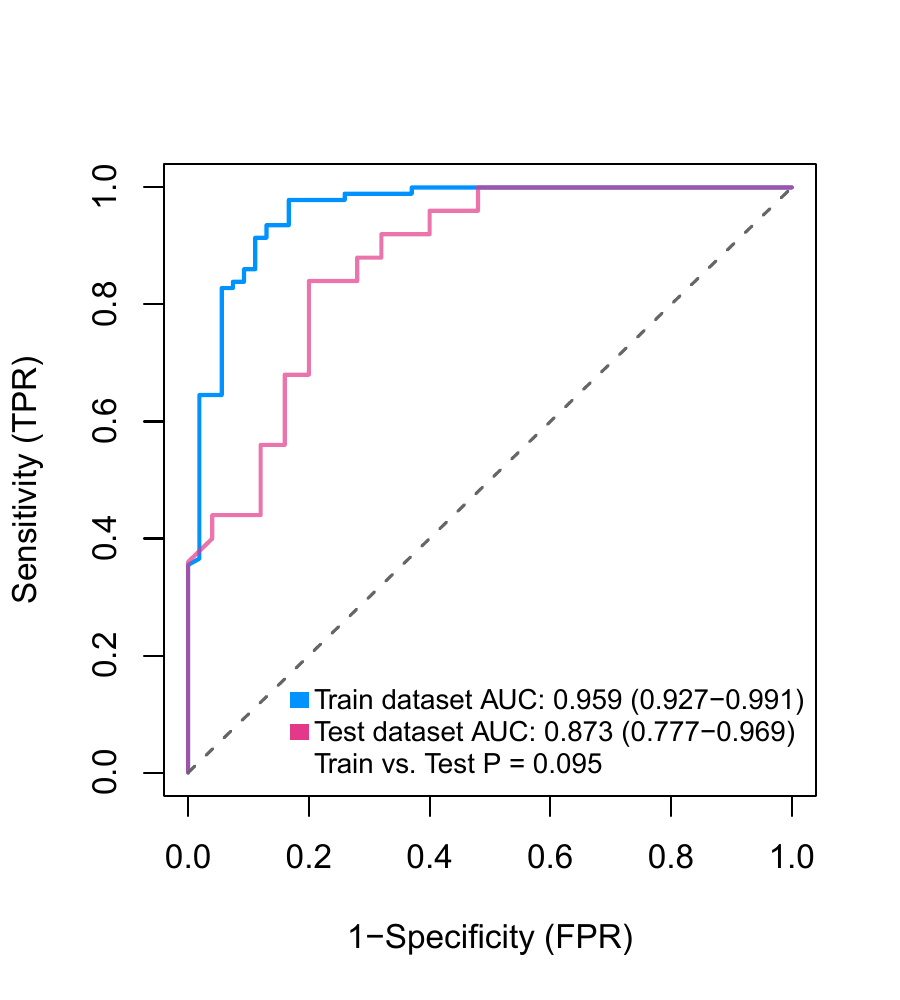 1.0
0.8
0.6
0.4
0.2
0.0
Sensitivity (TPR)
Train dataset AUC: 0.959 (0.927−0.991)
Test dataset AUC: 0.873 (0.777−0.969)
Train vs. Test P = 0.095
0.0 0.2 0.4 0.6 0.8 1.0
1−Specificity (FPR)